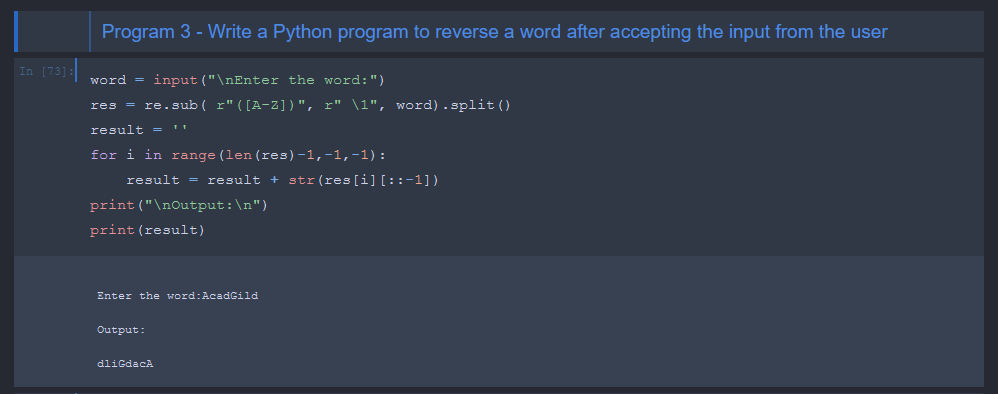 Program 3 - Write a Python program to reverse a word after accepting the input from the user
In [73]:
word = input("\nEnter the word:")
res = re.sub( r"([A-Z])", r" \1", word).split()
result = ''
for i in range(len(res)-1,-1,-1):
    result = result + str(res[i][::-1])
print("\nOutput:\n")
print(result)
Enter the word:AcadGild
Output:
dliGdacA